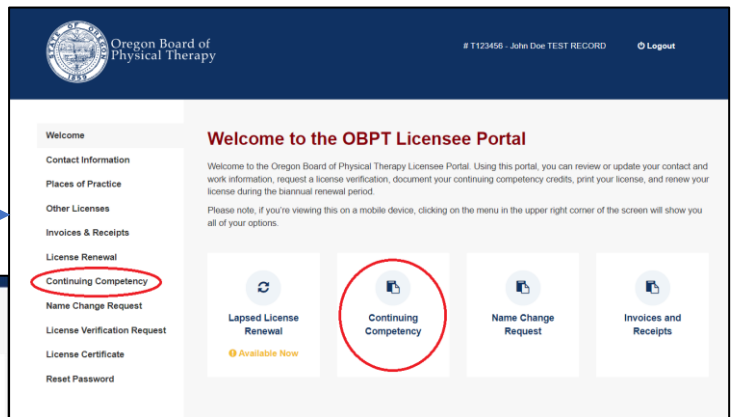 STATE OF OREGON
1859
Oregon Board of
Physical Therapy
# T123456 - John Doe TEST RECORD
Logout
Welcome
Contact Information
Places of Practice
Other Licenses
Invoices & Receipts
License Renewal
Continuing Competency
Name Change Request
License Verification Request
License Certificate
Reset Password
Welcome to the OBPT Licensee Portal
Welcome to the Oregon Board of Physical Therapy Licensee Portal. Using this portal, you can review or update your contact and
work information, request a license verification, document your continuing competency credits, print your license, and renew your
license during the biannual renewal period.
Please note, if you're viewing this on a mobile device, clicking on the menu in the upper right corner of the screen will show you
all of your options.
Lapsed License
Renewal
Available Now
Continuing
Competency
Name Change
Request
Invoices and
Receipts